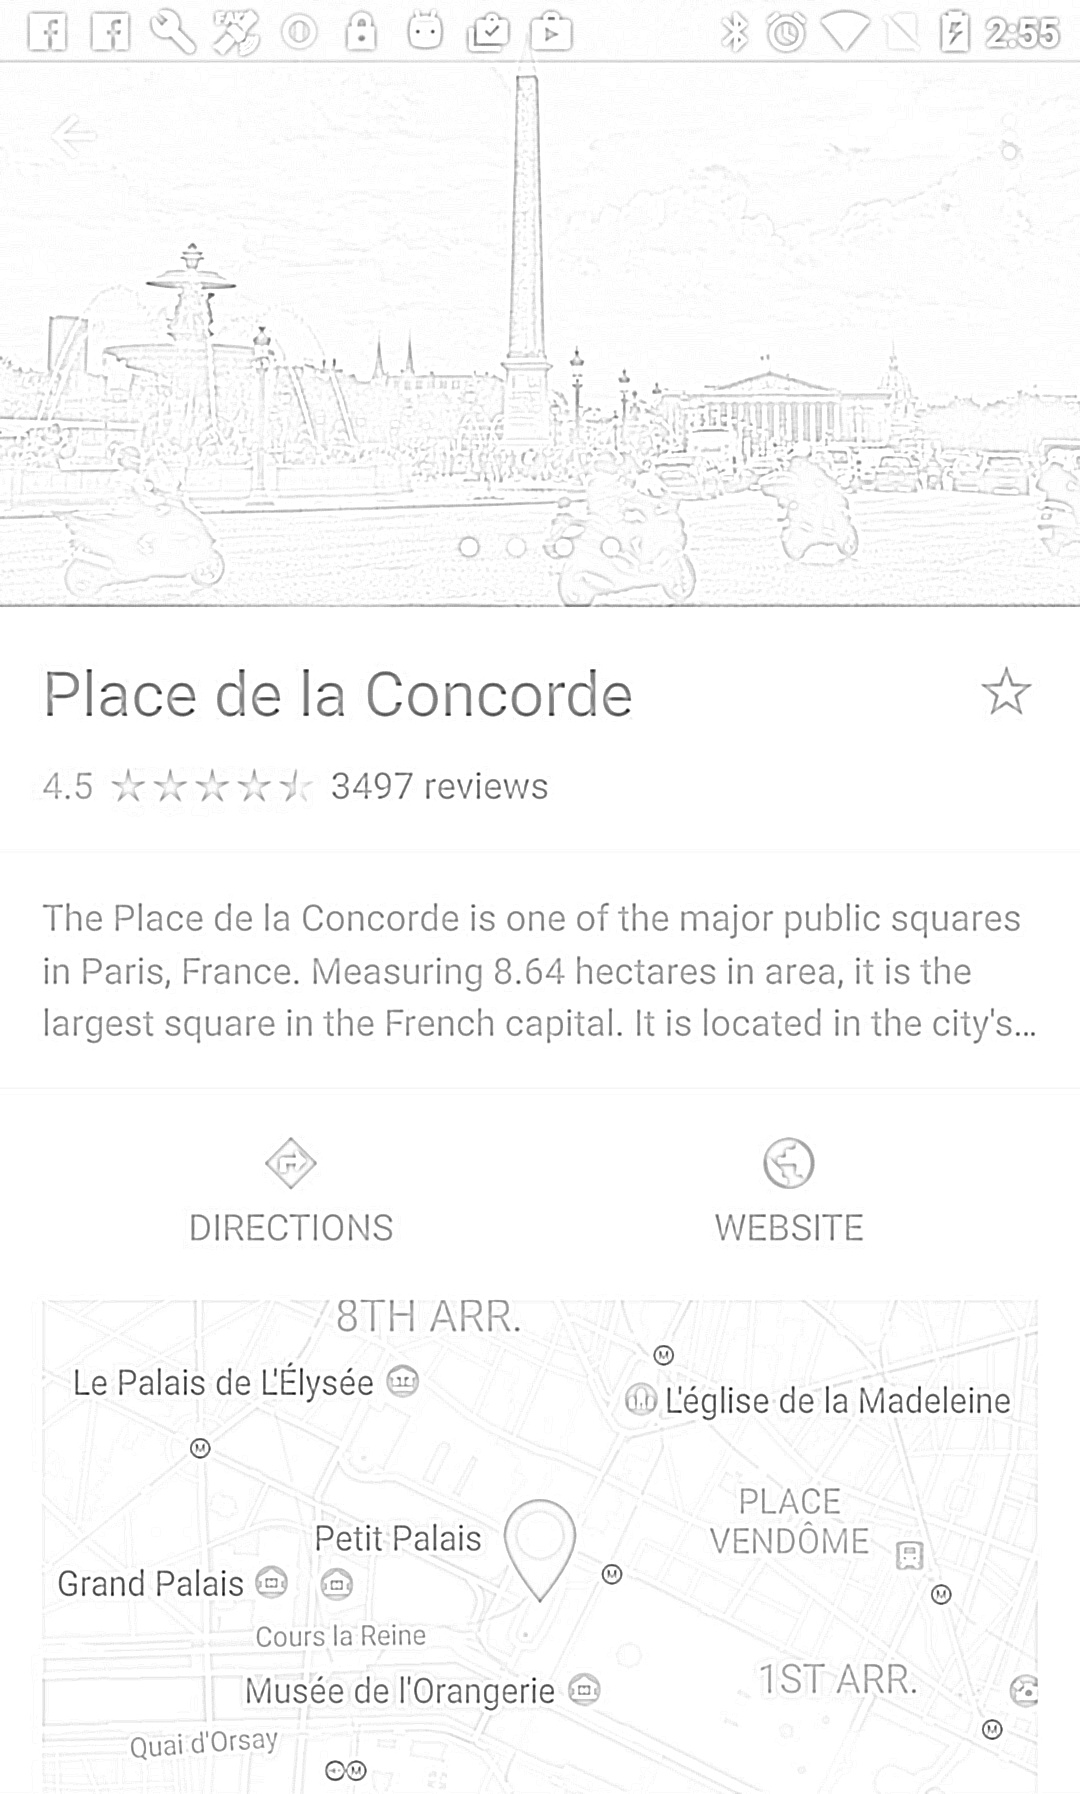 2:55
Place de la Concorde
4.5 3497 reviews
The Place de la Concorde is one of the major public squares
in Paris, France. Measuring 8.64 hectares in area, it is the
largest square in the French capital. It is located in the city's...
DIRECTIONS
WEBSITE
8TH ARR.
M
Le Palais de L'Élysée
L'église de la Madeleine
M
PLACE
VENDÔME
Petit Palais
M
Grand Palais
M
Cours la Reine
1ST ARR.
Musée de l'Orangerie
M
Quai d'Orsay
M